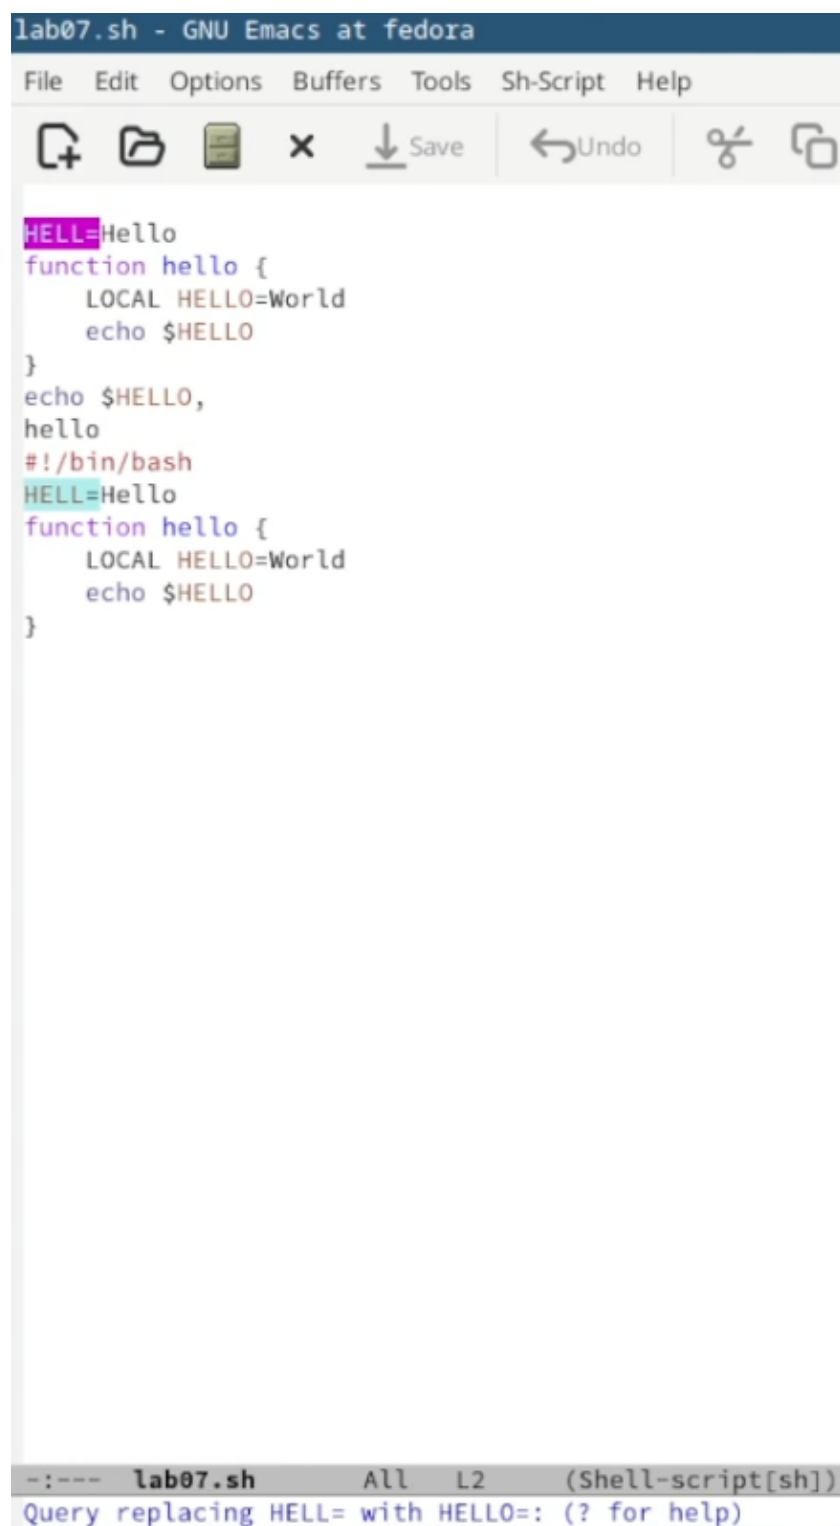 lab07.sh - GNU Emacs at fedora
File Edit Options Buffers Tools Sh-Script Help
Save Undo
HELL=Hello
function hello {
    LOCAL HELLO=World
    echo $HELLO
}
echo $HELLO,
hello
#!/bin/bash
HELL=Hello
function hello {
    LOCAL HELLO=World
    echo $HELLO
}
-:--- lab07.sh All L2 (Shell-script[sh])
Query replacing HELL= with HELLO=: (? for help)